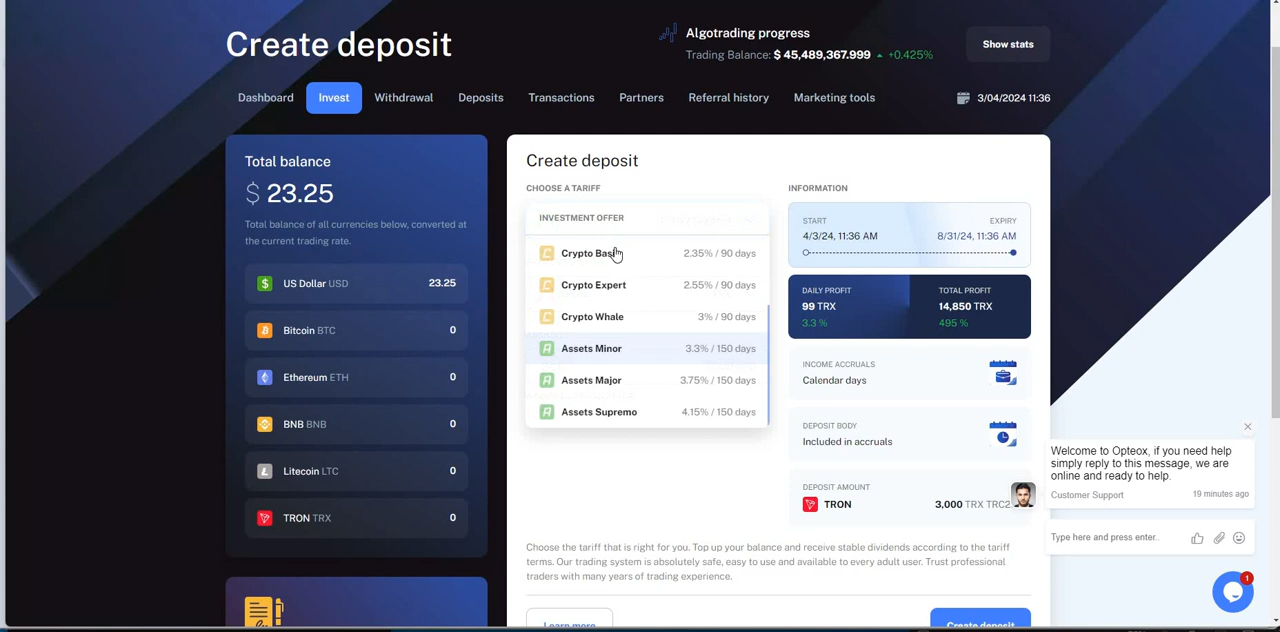 Create deposit
Algotrading progress
Trading Balance: $ 45,489,367.999 ▲ +0.425%
Show stats
Dashboard
Invest
Withdrawal
Deposits
Transactions
Partners
Referral history
Marketing tools
3/04/2024 11:36
Total balance
$ 23.25
Total balance of all currencies below, converted at
the current trading rate.
US Dollar USD 23.25
Bitcoin BTC 0
Ethereum ETH 0
BNB BNB 0
Litecoin LTC 0
TRON TRX 0
Create deposit
CHOOSE A TARIFF
INVESTMENT OFFER
Crypto Basic 2.35% / 90 days
Crypto Expert 2.55% / 90 days
Crypto Whale 3% / 90 days
Assets Minor 3.3% / 150 days
Assets Major 3.75% / 150 days
Assets Supremo 4.15% / 150 days
INFORMATION
START EXPIRY
4/3/24, 11:36 AM 8/31/24, 11:36 AM
DAILY PROFIT TOTAL PROFIT
99 TRX 14,850 TRX
3.3 % 495 %
INCOME ACCRUALS
Calendar days
DEPOSIT BODY
Included in accruals
DEPOSIT AMOUNT
TRON 3,000 TRX TRC2
Choose the tariff that is right for you. Top up your balance and receive stable dividends according to the tariff
terms. Our trading system is absolutely safe, easy to use and available to every adult user. Trust professional
traders with many years of trading experience.
Learn more
Create deposit
Welcome to Opteox, if you need help
simply reply to this message, we are
online and ready to help.
Customer Support 19 minutes ago
Type here and press enter..
1